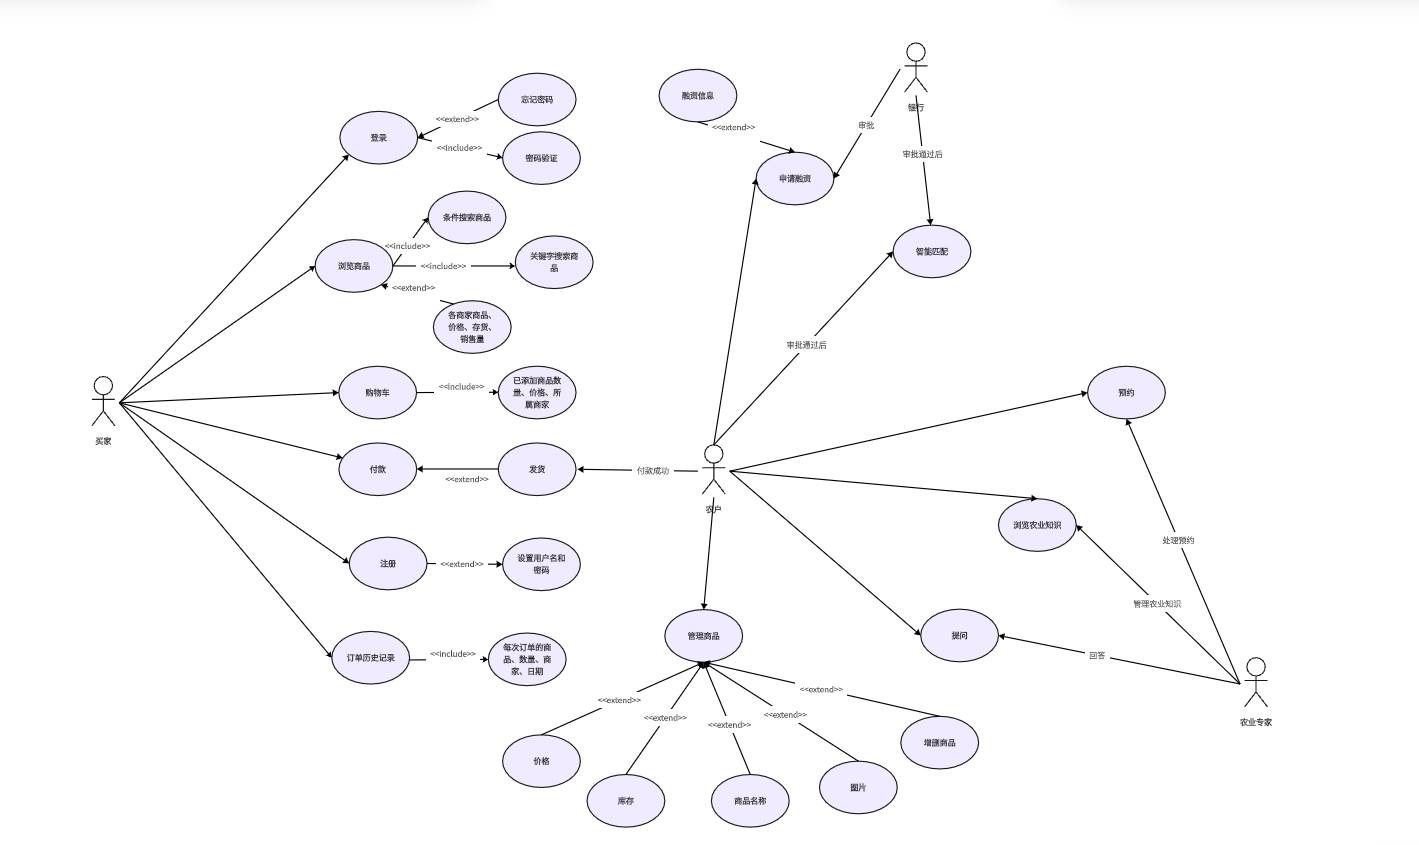 银行
忘记密码
融资信息
<<extend>>
登录
<<extend>>
审批
<<include>>
密码验证
审批通过后
申请融资
条件搜索商品
<<include>>
智能匹配
浏览商品
<<include>>
关键字搜索商
品
<<extend>>
各商家商品、
价格、存货、
销售量
审批通过后
购物车
<<include>>
已添加商品数
量、价格、所
属商家
预约
买家
付款
<<extend>>
发货
付款成功
农户
浏览农业知识
处理预约
注册
<<extend>>
设置用户名和
密码
管理农业知识
管理商品
提问
回答
订单历史记录
<<include>>
每次订单的商
品、数量、商
家、日期
<<extend>>
<<extend>>
<<extend>>
<<extend>>
<<extend>>
农业专家
价格
库存
商品名称
图片
增删商品